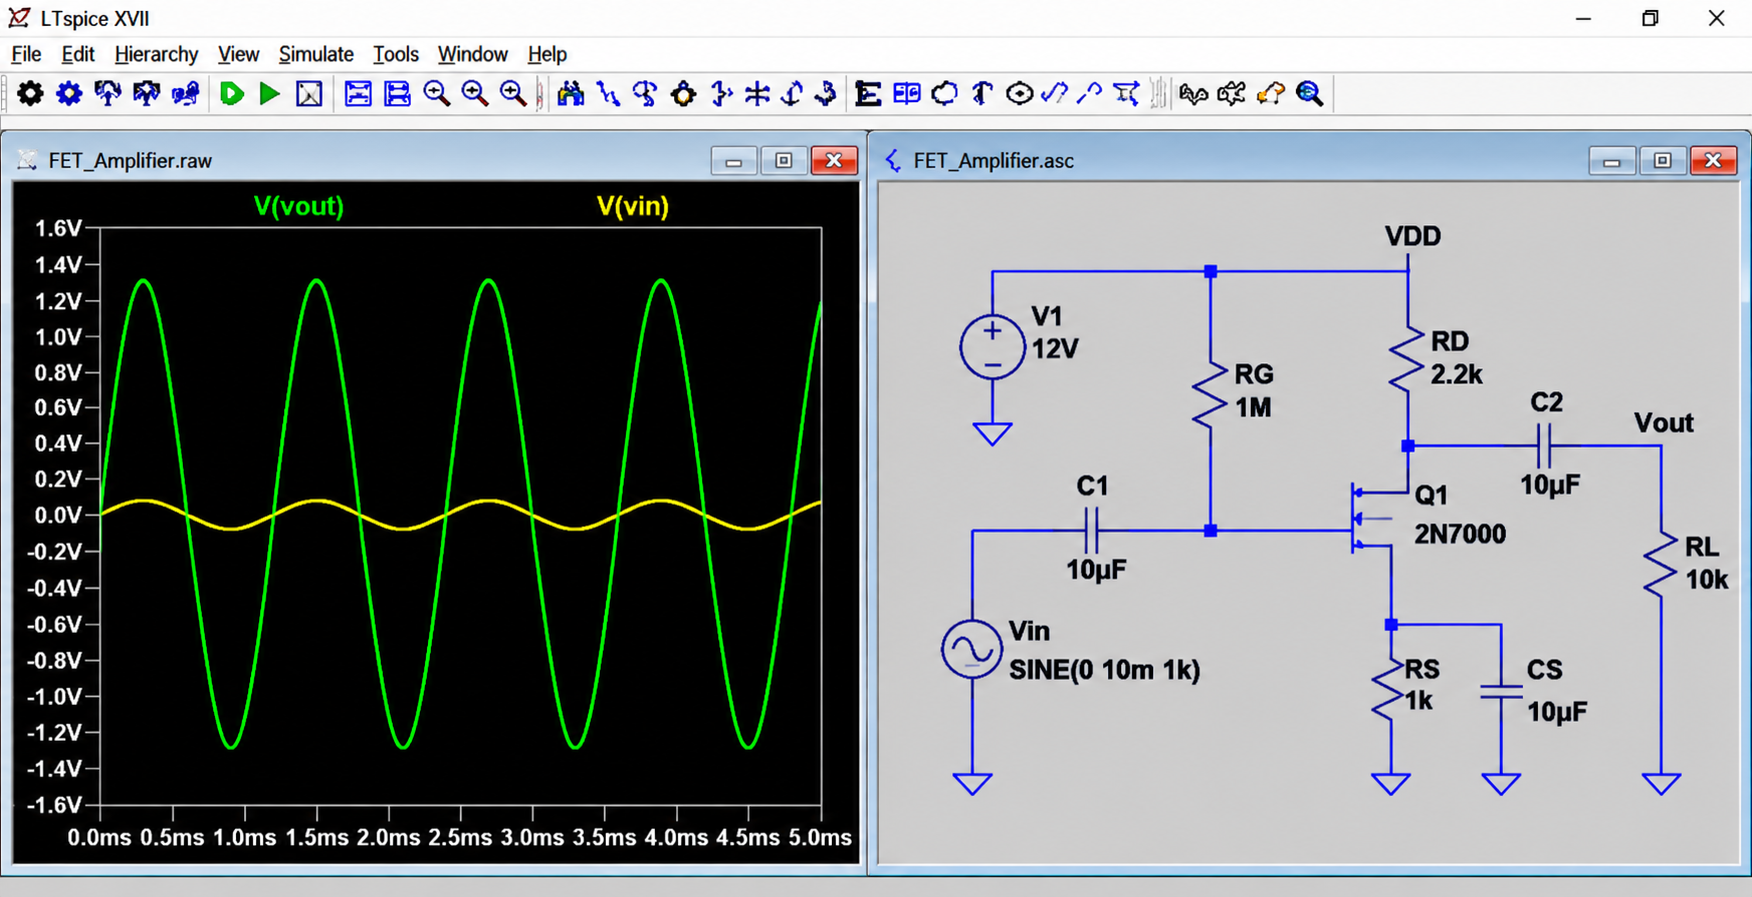 LTspice XVII
File Edit Hierarchy View Simulate Tools Window Help
FET_Amplifier.raw
V(vout) V(vin)
1.6V
1.4V
1.2V
1.0V
0.8V
0.6V
0.4V
0.2V
0.0V
-0.2V
-0.4V
-0.6V
-0.8V
-1.0V
-1.2V
-1.4V
-1.6V
0.0ms 0.5ms 1.0ms 1.5ms 2.0ms 2.5ms 3.0ms 3.5ms 4.0ms 4.5ms 5.0ms
FET_Amplifier.asc
VDD
V1
12V
RD
2.2k
RG
1M
C2
10µF
Vout
C1
10µF
Q1
2N7000
RL
10k
Vin
SINE(0 10m 1k)
RS
1k
CS
10µF